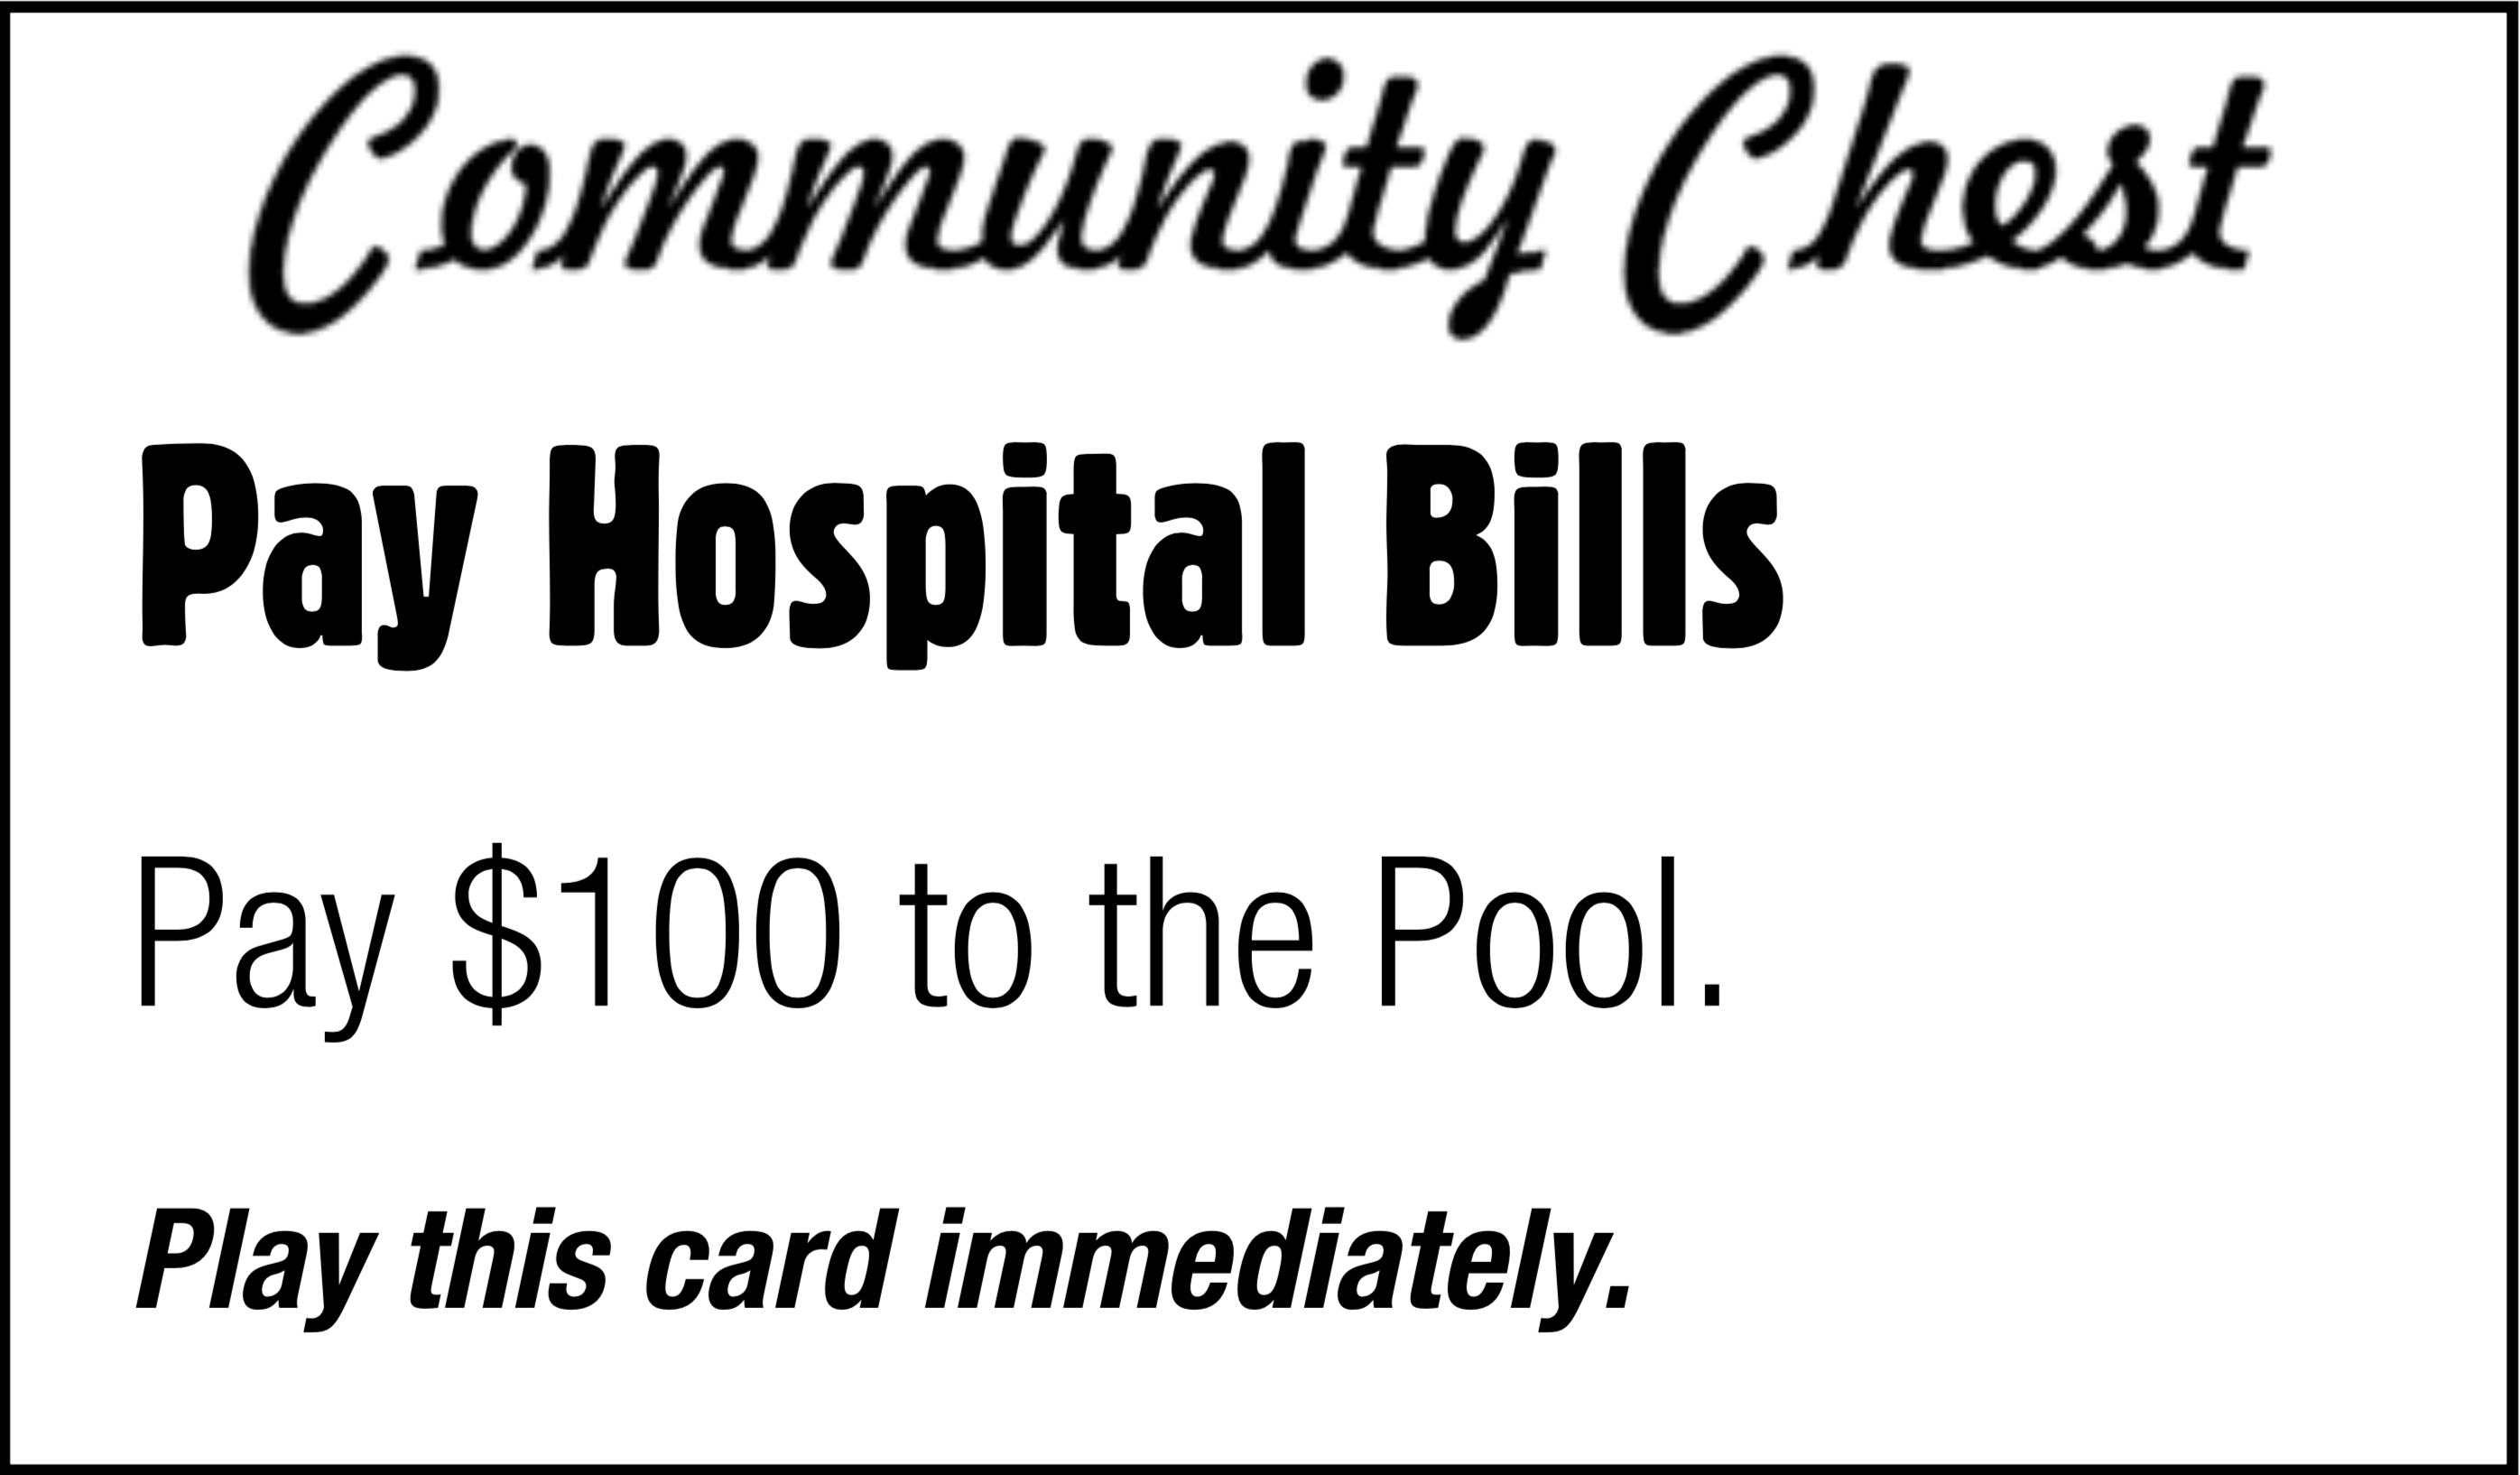 Community Chest
Pay Hospital Bills
Pay $100 to the Pool.
Play this card immediately.